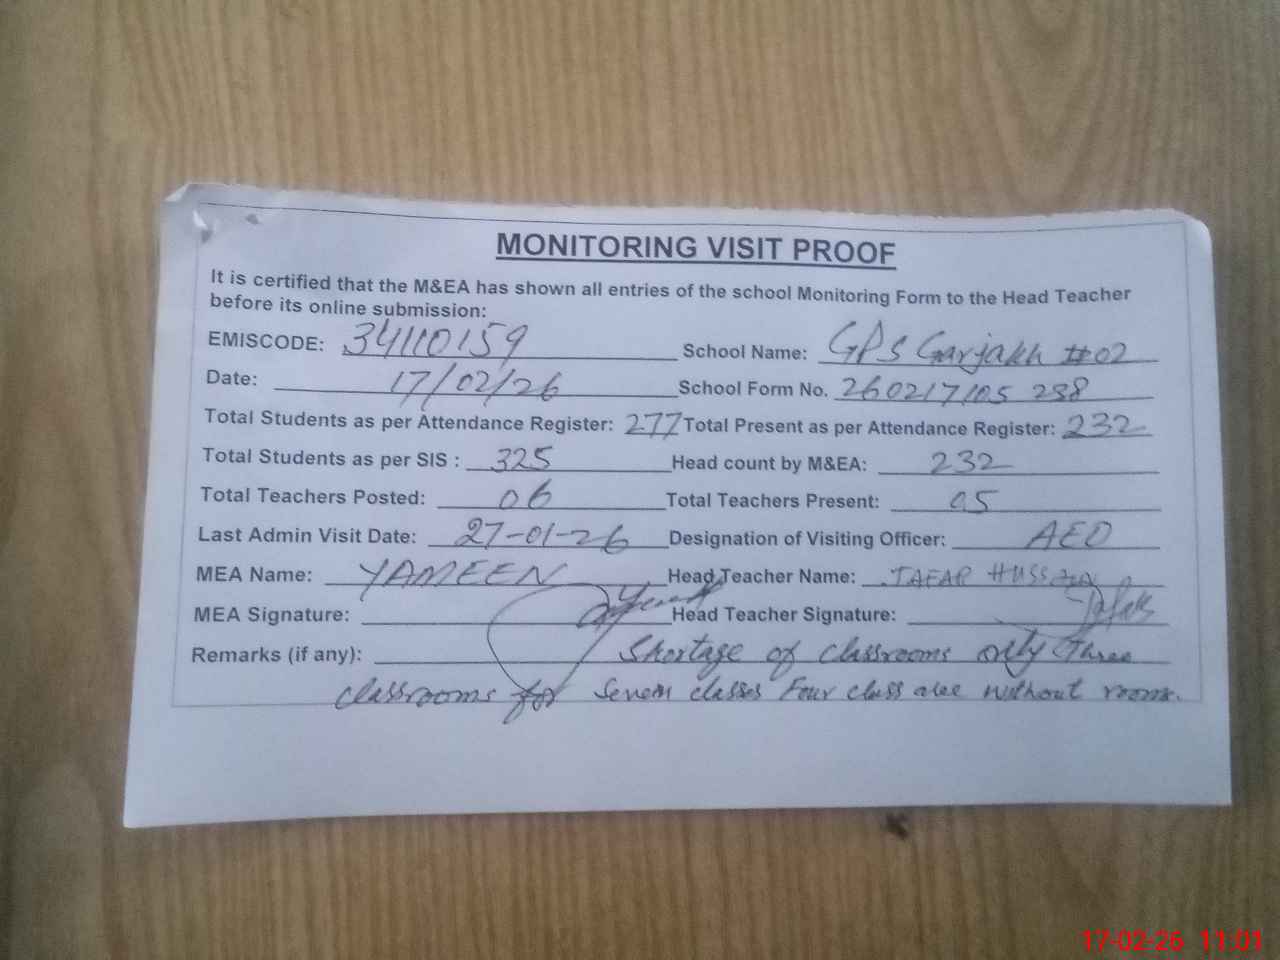 MONITORING VISIT PROOF
It is certified that the M&EA has shown all entries of the school Monitoring Form to the Head Teacher
before its online submission:
EMISCODE: 34110159 School Name: GPS Garjakh #02
Date: 17/02/26 School Form No. 260217105 288
Total Students as per Attendance Register: 277 Total Present as per Attendance Register: 232
Total Students as per SIS : 325 Head count by M&EA: 232
Total Teachers Posted: 06 Total Teachers Present: 05
Last Admin Visit Date: 27-01-26 Designation of Visiting Officer: AEO
MEA Name: YAMEEN Head Teacher Name: HUSSAIN
MEA Signature: Head Teacher Signature:
Remarks (if any): Shortage of classrooms only Three
classrooms for Seven classes Four class are without rooms.
17-02-26 11:01